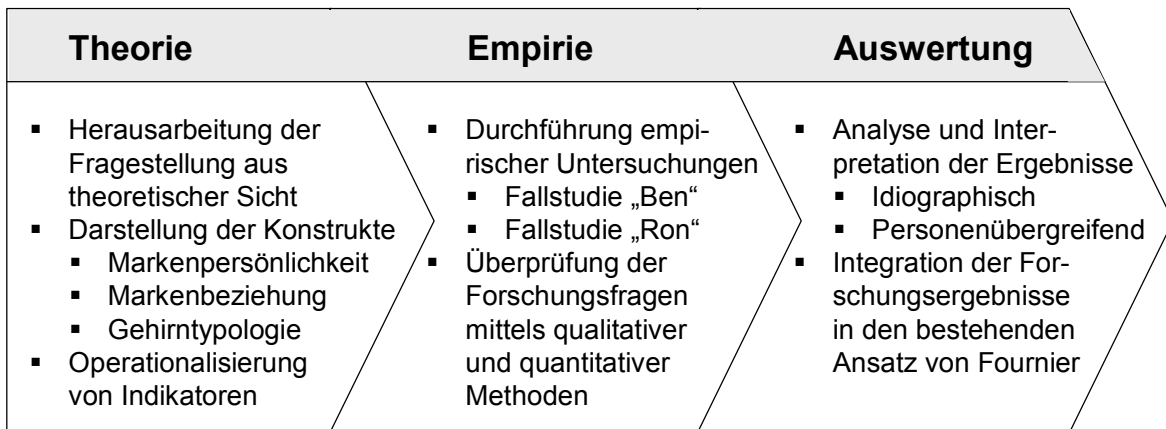 Theorie
Empirie
Auswertung
▪ Herausarbeitung der
Fragestellung aus
theoretischer Sicht
▪ Darstellung der Konstrukte
▪ Markenpersönlichkeit
▪ Markenbeziehung
▪ Gehirntypologie
▪ Operationalisierung
von Indikatoren
▪ Durchführung empi-
rischer Untersuchungen
▪ Fallstudie „Ben“
▪ Fallstudie „Ron“
▪ Überprüfung der
Forschungsfragen
mittels qualitativer
und quantitativer
Methoden
▪ Analyse und Inter-
pretation der Ergebnisse
▪ Idiographisch
▪ Personenübergreifend
▪ Integration der For-
schungsergebnisse
in den bestehenden
Ansatz von Fournier